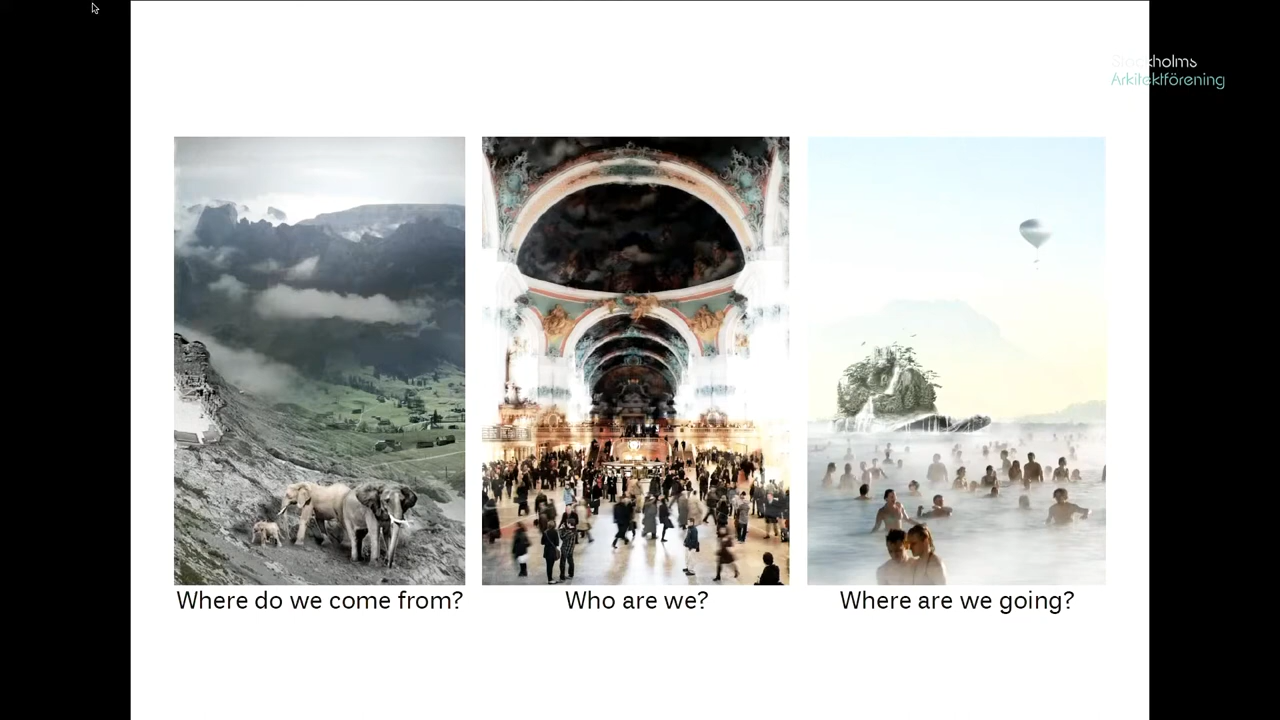 Stockholms
Arkitektförening
Where do we come from?
Who are we?
Where are we going?